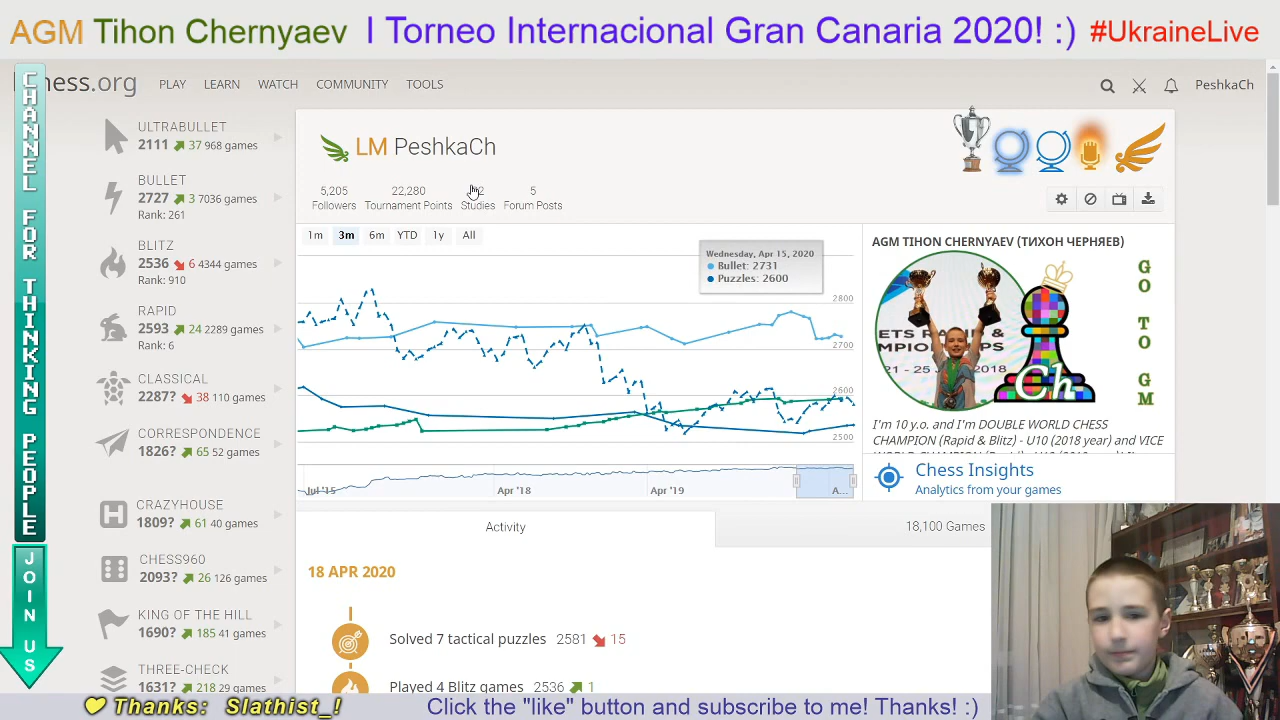 AGM Tihon Chernyaev I Torneo Internacional Gran Canaria 2020! :) #UkraineLive
CHANNEL FOR THINKING PEOPLE
JOIN US
hess.org PLAY LEARN WATCH COMMUNITY TOOLS PeshkaCh
ULTRABULLET
2111 37 968 games
BULLET
2727 3 7036 games
Rank: 261
BLITZ
2536 6 4344 games
Rank: 910
RAPID
2593 24 2289 games
Rank: 6
CLASSICAL
2287? 38 110 games
CORRESPONDENCE
1826? 65 52 games
CRAZYHOUSE
1809? 61 40 games
CHESS960
2093? 26 126 games
KING OF THE HILL
1690? 185 41 games
THREE-CHECK
1631? 218 29 games
LM PeshkaCh
5,205 22,280 2 5
Followers Tournament Points Studies Forum Posts
1m 3m 6m YTD 1y All
Wednesday, Apr 15, 2020
Bullet: 2731
Puzzles: 2600
2800
2700
2600
2500
Jul '15 Apr '18 Apr '19 A...
AGM TIHON CHERNYAEV (ТИХОН ЧЕРНЯЕВ)
ETS RAPID &
MPIONSHIPS
21 - 25 2018
Ch
GO TO GM
I'm 10 y.o. and I'm DOUBLE WORLD CHESS
CHAMPION (Rapid & Blitz) - U10 (2018 year) and VICE
Chess Insights
Analytics from your games
Activity 18,100 Games
18 APR 2020
Solved 7 tactical puzzles 2581 15
Played 4 Blitz games 2536 1
Thanks: Slathist_! Click the "like" button and subscribe to me! Thanks! :)